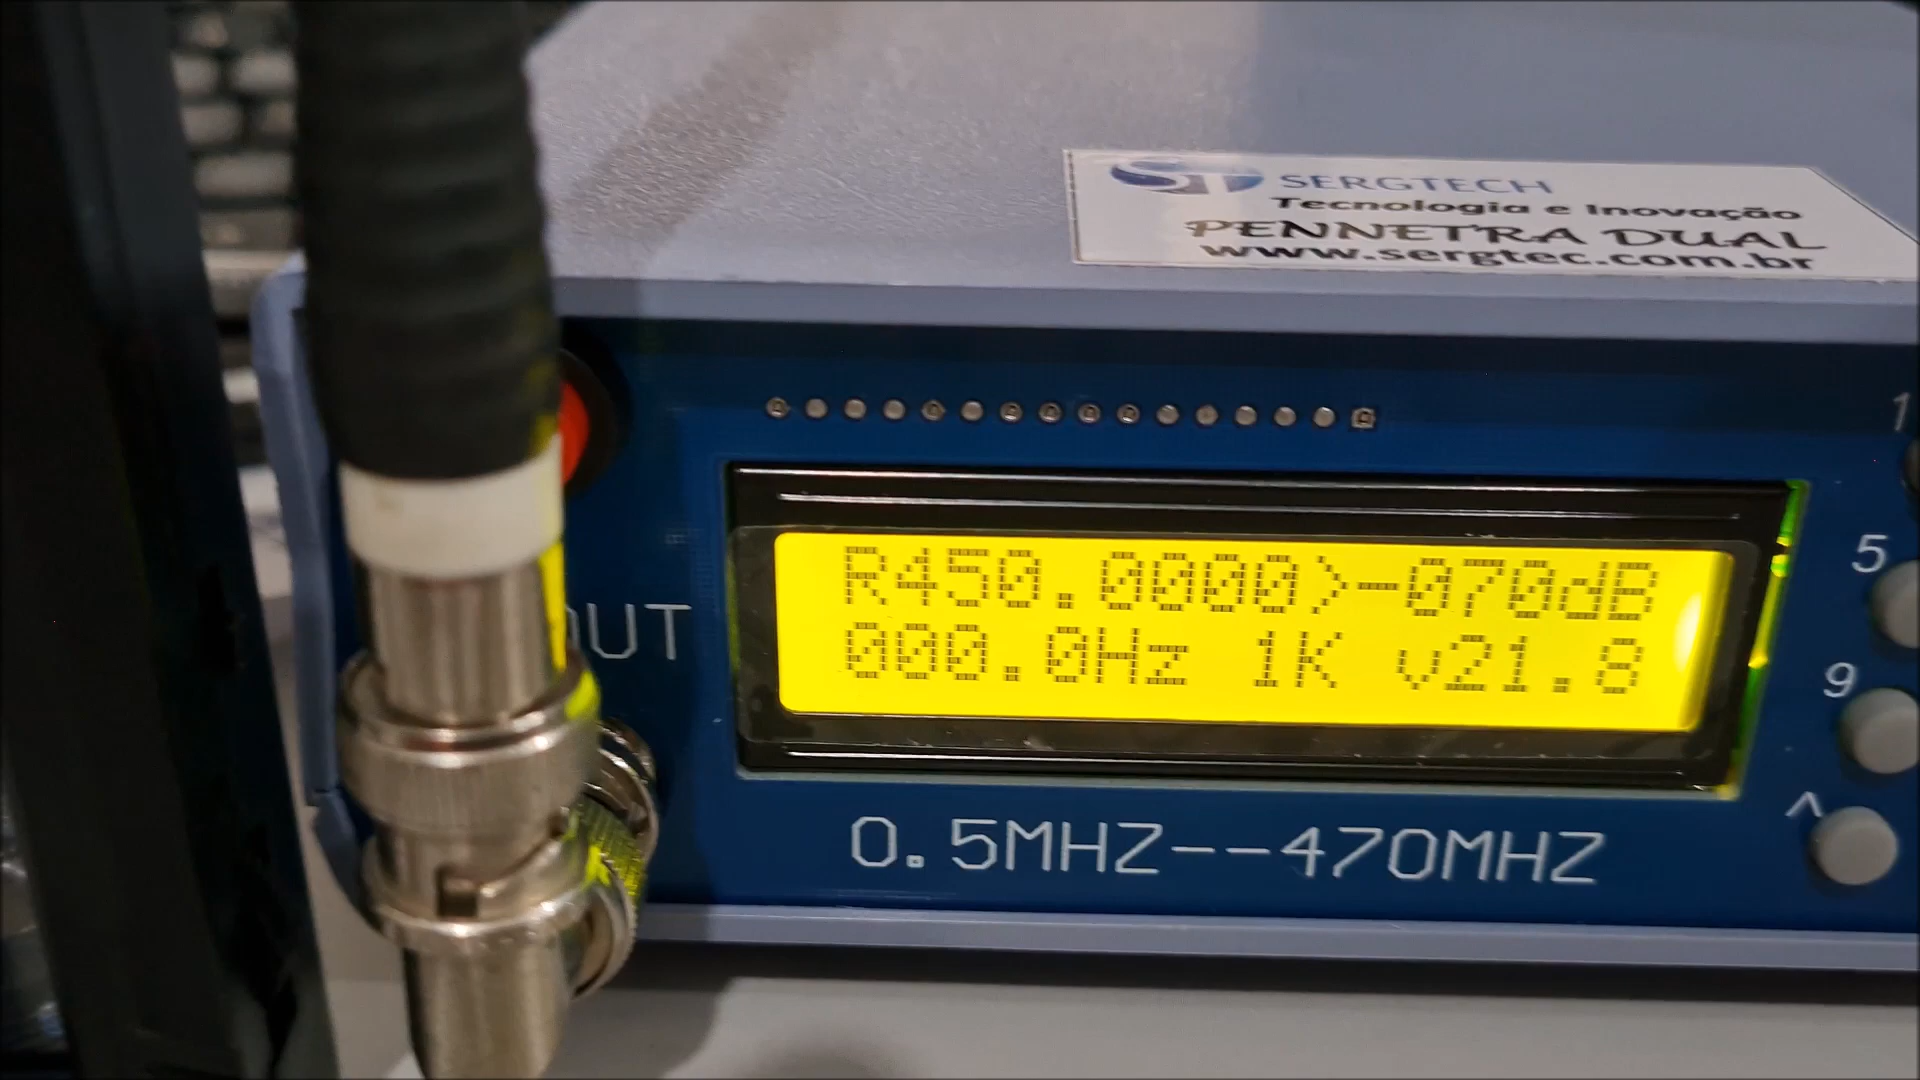 ST SERGTECH
Tecnologia e Inovação
PENNETRA DUAL
www.sergtec.com.br
1
R450.0000>-070dB
5
OUT
000.0Hz 1K v21.8
9
^
0.5MHZ--470MHZ